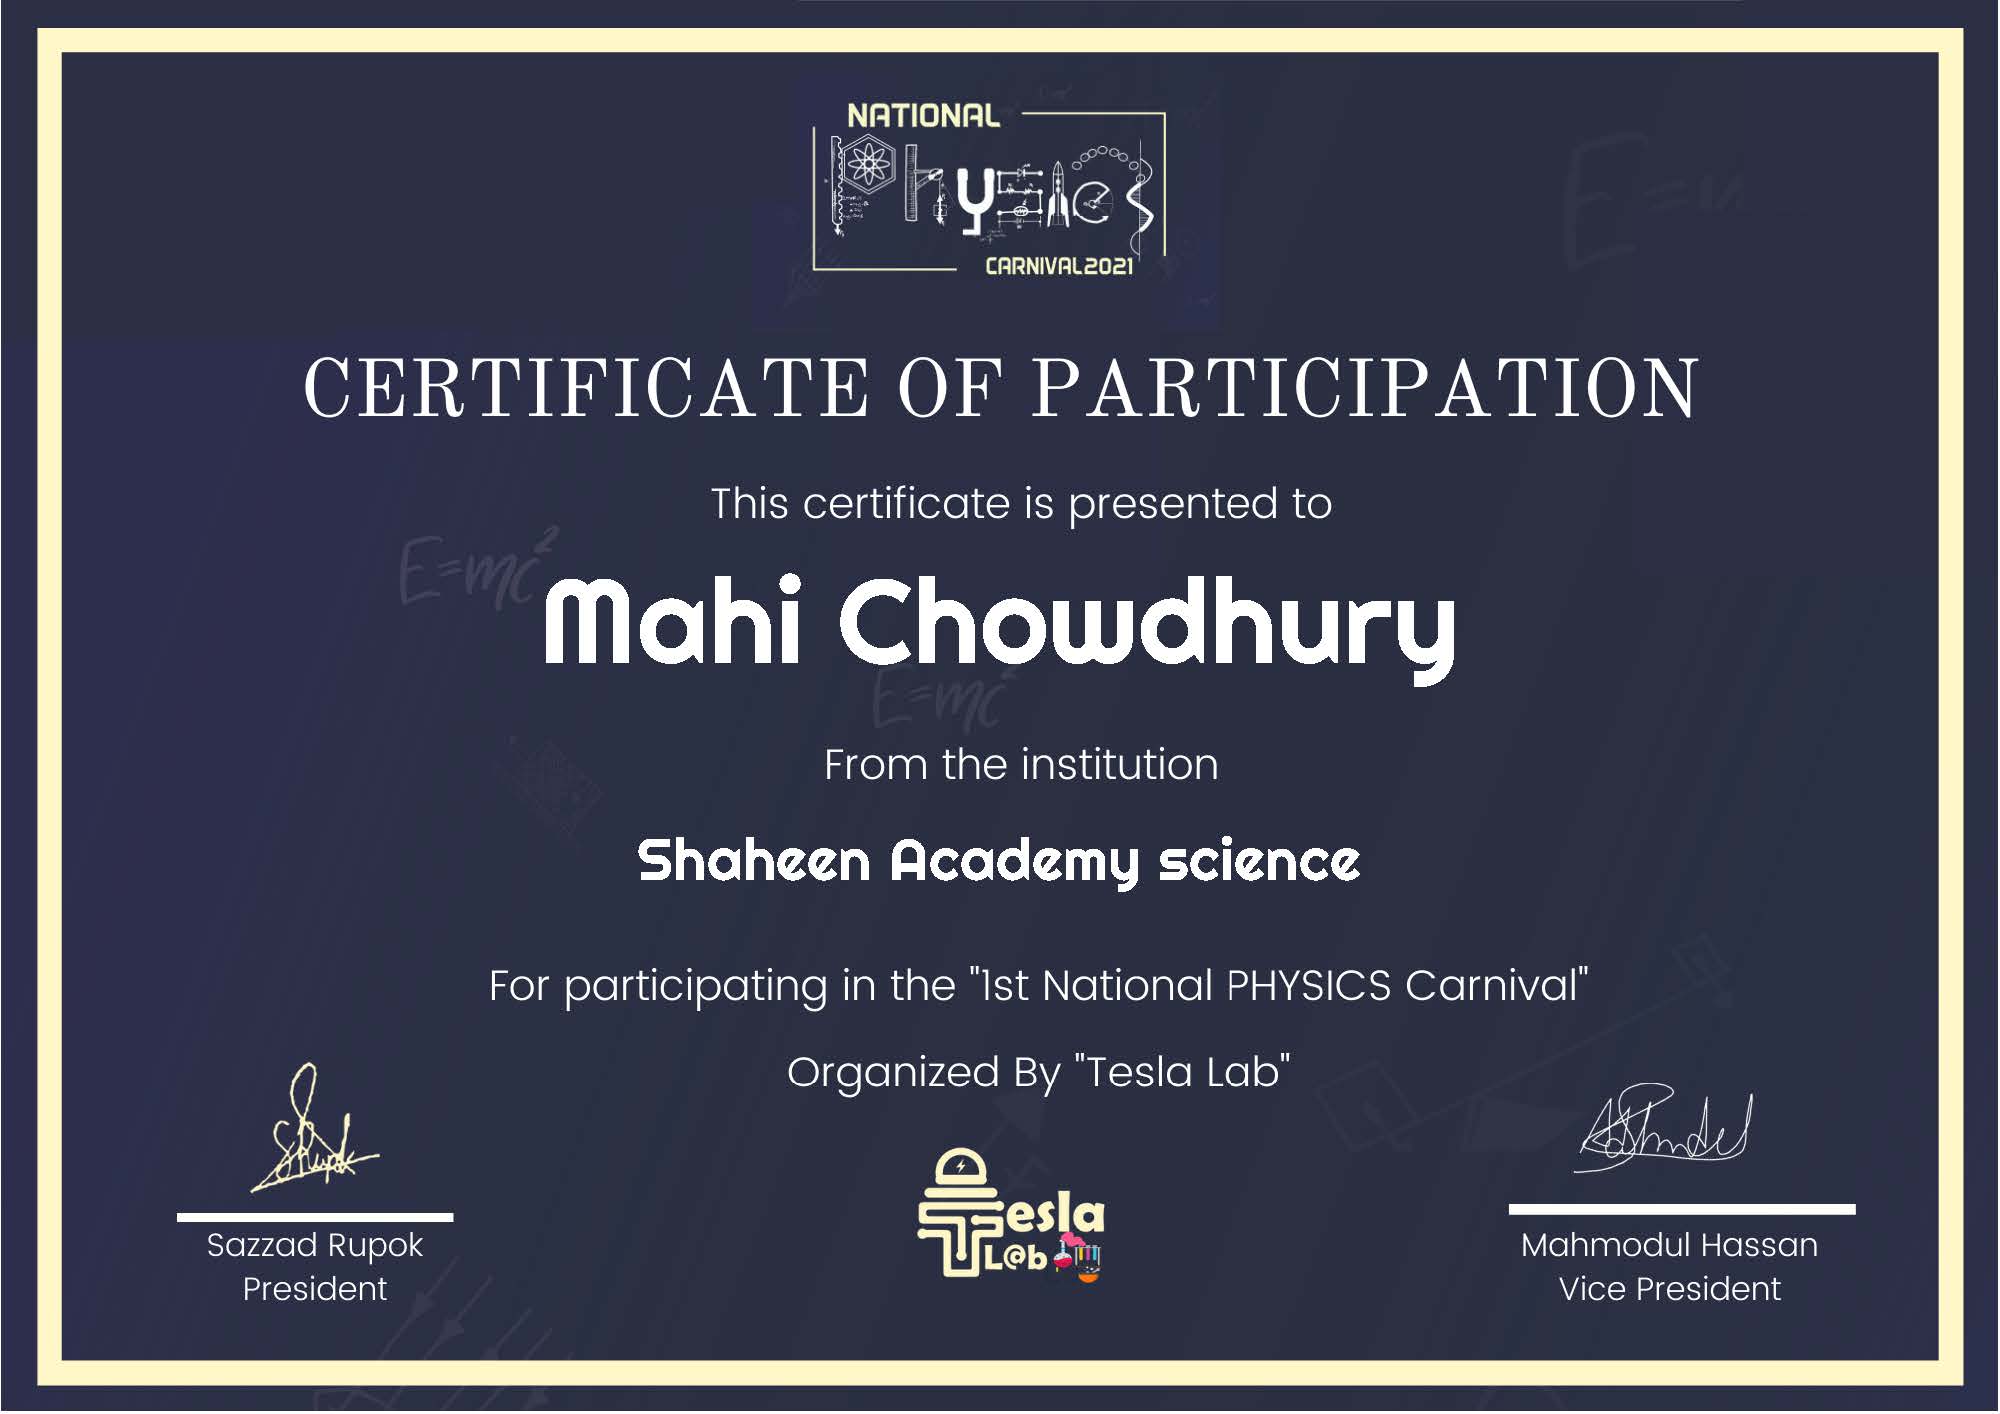 NATIONAL
Physics
CARNIVAL2021
CERTIFICATE OF PARTICIPATION
This certificate is presented to
E=mc²
Mahi Chowdhury
E=mc²
From the institution
Shaheen Academy science
For participating in the "1st National PHYSICS Carnival"
Organized By "Tesla Lab"
Tesla
L@b
Sazzad Rupok
President
Mahmodul Hassan
Vice President